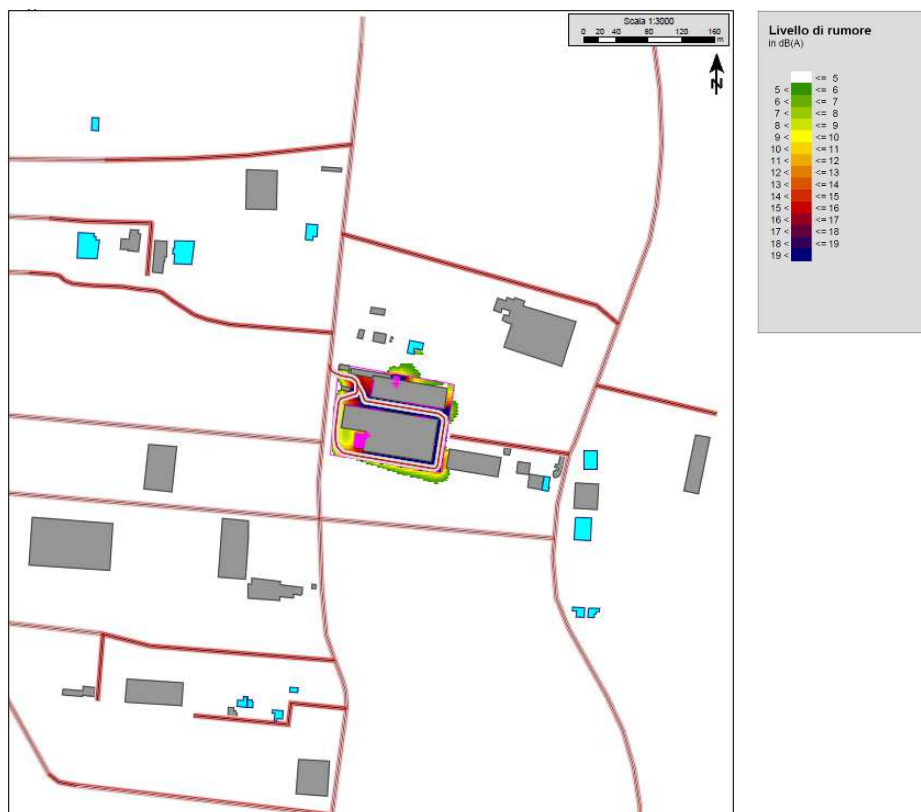 Scala 1:3000
0 20 40 80 120 160
m
N
Livello di rumore
in dB(A)
<= 5
5 < <= 6
6 < <= 7
7 < <= 8
8 < <= 9
9 < <= 10
10 < <= 11
11 < <= 12
12 < <= 13
13 < <= 14
14 < <= 15
15 < <= 16
16 < <= 17
17 < <= 18
18 < <= 19
19 <